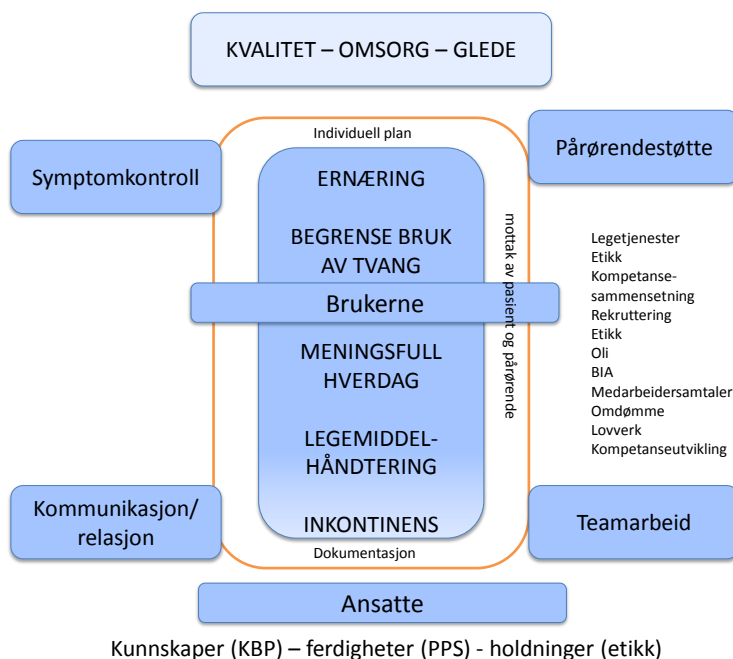 KVALITET – OMSORG – GLEDE
Individuell plan
Symptomkontroll
Pårørendestøtte
ERNÆRING
BEGRENSE BRUK
AV TVANG
Brukerne
MENINGSFULL
HVERDAG
LEGEMIDDEL-
HÅNDTERING
INKONTINENS
mottak av pasient og pårørende
Legetjenester
Etikk
Kompetanse-
sammensetning
Rekruttering
Etikk
Oli
BIA
Medarbeidersamtaler
Omdømme
Lovverk
Kompetanseutvikling
Kommunikasjon/
relasjon
Teamarbeid
Dokumentasjon
Ansatte
Kunnskaper (KBP) – ferdigheter (PPS) - holdninger (etikk)